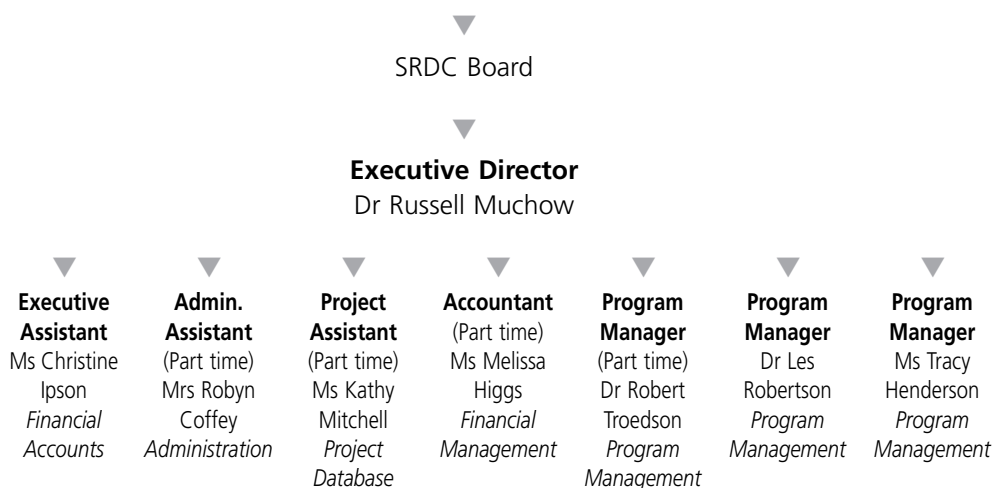 SRDC Board
Executive Director
Dr Russell Muchow
Executive
Assistant
Ms Christine
Ipson
Financial
Accounts
Admin.
Assistant
(Part time)
Mrs Robyn
Coffey
Administration
Project
Assistant
(Part time)
Ms Kathy
Mitchell
Project
Database
Accountant
(Part time)
Ms Melissa
Higgs
Financial
Management
Program
Manager
(Part time)
Dr Robert
Troedson
Program
Management
Program
Manager
Dr Les
Robertson
Program
Management
Program
Manager
Ms Tracy
Henderson
Program
Management